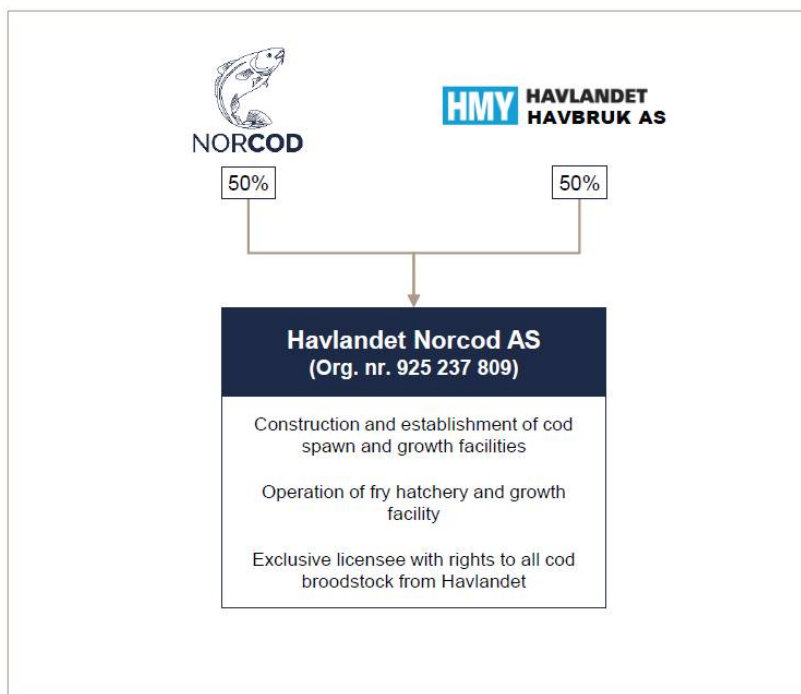 NORCOD
HMY HAVLANDET
HAVBRUK AS
50%
50%
Havlandet Norcod AS
(Org. nr. 925 237 809)
Construction and establishment of cod
spawn and growth facilities
Operation of fry hatchery and growth
facility
Exclusive licensee with rights to all cod
broodstock from Havlandet